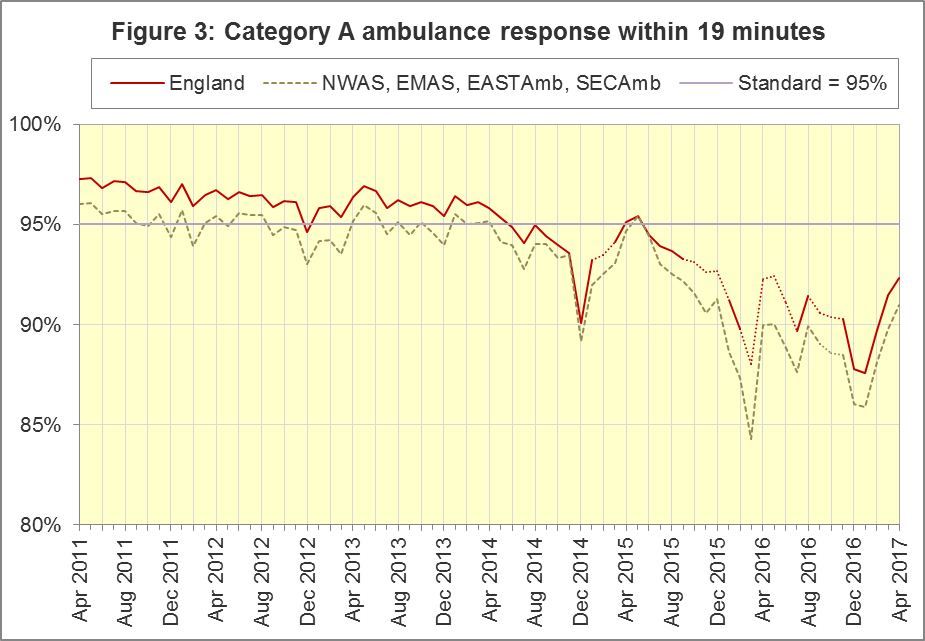 Figure 3: Category A ambulance response within 19 minutes
England NWAS, EMAS, EASTAmb, SECAmb Standard = 95%
100%
95%
90%
85%
80%
Apr 2011
Aug 2011
Dec 2011
Apr 2012
Aug 2012
Dec 2012
Apr 2013
Aug 2013
Dec 2013
Apr 2014
Aug 2014
Dec 2014
Apr 2015
Aug 2015
Dec 2015
Apr 2016
Aug 2016
Dec 2016
Apr 2017